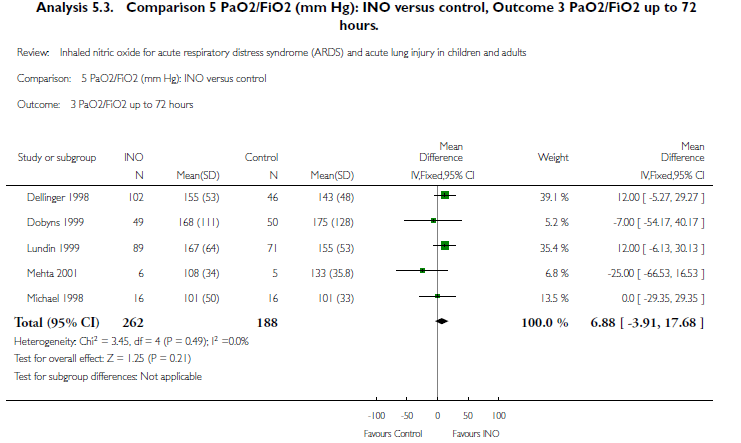 Analysis 5.3. Comparison 5 PaO2/FiO2 (mm Hg): INO versus control, Outcome 3 PaO2/FiO2 up to 72
hours.
Review: Inhaled nitric oxide for acute respiratory distress syndrome (ARDS) and acute lung injury in children and adults
Comparison: 5 PaO2/FiO2 (mm Hg): INO versus control
Outcome: 3 PaO2/FiO2 up to 72 hours
Study or subgroup INO Control Mean Difference Weight Mean Difference
N Mean(SD) N Mean(SD) IV,Fixed,95% CI IV,Fixed,95% CI
Dellinger 1998 102 155 (53) 46 143 (48) 39.1 % 12.00 [ -5.27, 29.27 ]
Dobyns 1999 49 168 (111) 50 175 (128) 5.2 % -7.00 [ -54.17, 40.17 ]
Lundin 1999 89 167 (64) 71 155 (53) 35.4 % 12.00 [ -6.13, 30.13 ]
Mehta 2001 6 108 (34) 5 133 (35.8) 6.8 % -25.00 [ -66.53, 16.53 ]
Michael 1998 16 101 (50) 16 101 (33) 13.5 % 0.0 [ -29.35, 29.35 ]
Total (95% CI) 262 188 100.0 % 6.88 [ -3.91, 17.68 ]
Heterogeneity: Chi² = 3.45, df = 4 (P = 0.49); I² =0.0%
Test for overall effect: Z = 1.25 (P = 0.21)
Test for subgroup differences: Not applicable
-100 -50 0 50 100
Favours Control Favours INO